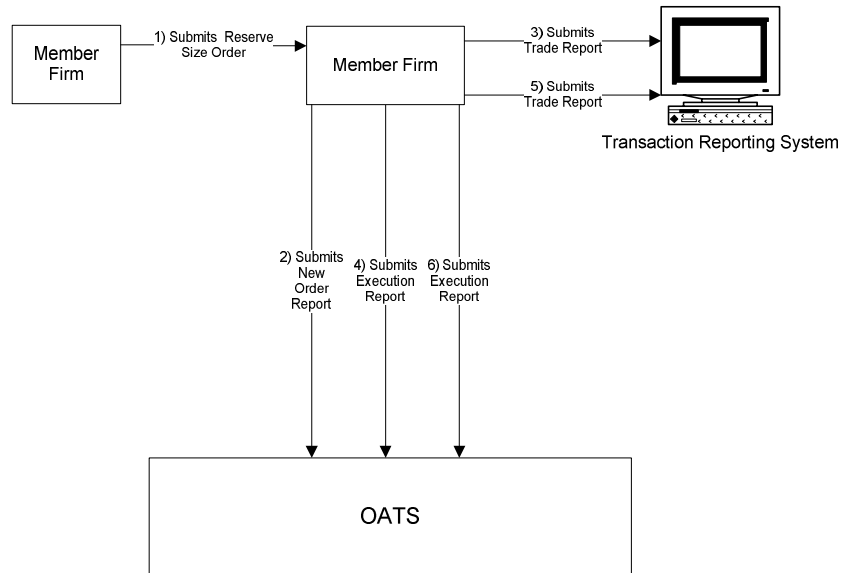 Member
Firm
1) Submits Reserve
Size Order
Member Firm
3) Submits
Trade Report
5) Submits
Trade Report
Transaction Reporting System
2) Submits
New
Order
Report
4) Submits
Execution
Report
6) Submits
Execution
Report
OATS